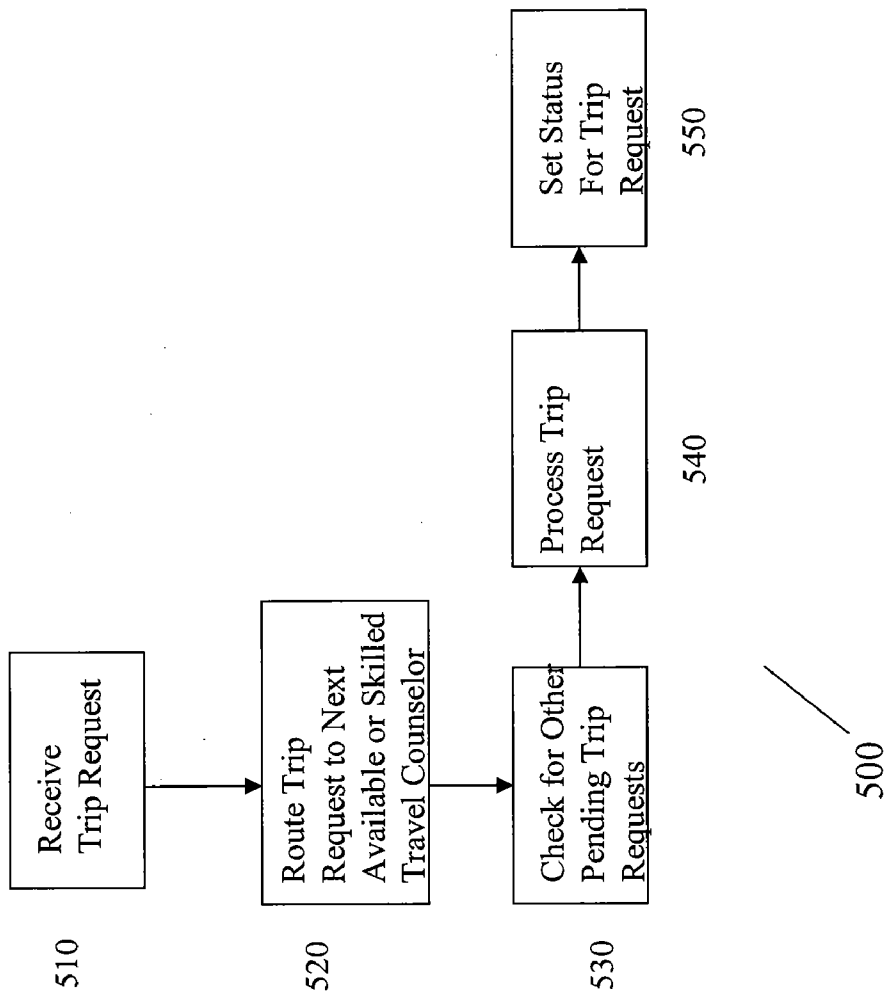 510
Receive
Trip Request
520
Route Trip
Request to Next
Available or Skilled
Travel Counselor
530
Check for Other
Pending Trip
Requests
Process Trip
Request
540
Set Status
For Trip
Request
550
500